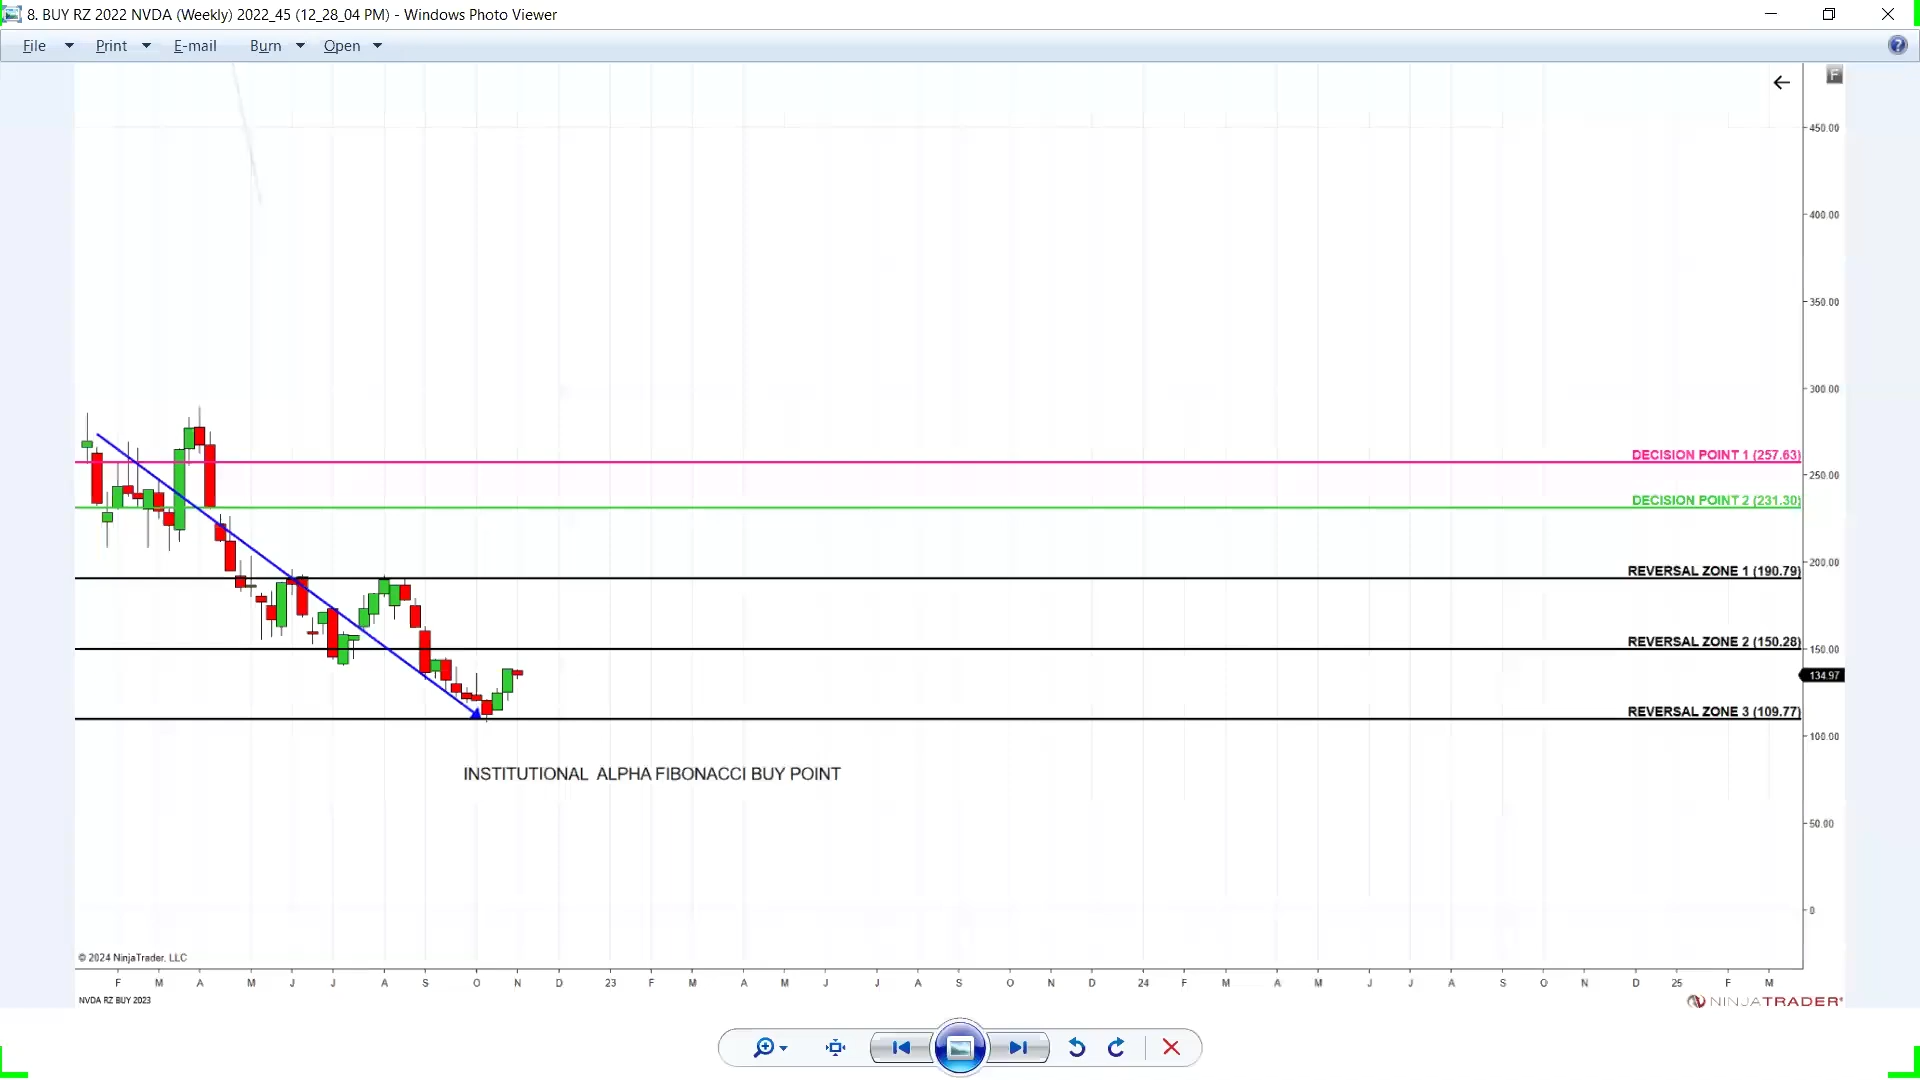 8. BUY RZ 2022 NVDA (Weekly) 2022_45 (12_28_04 PM) - Windows Photo Viewer
File Print E-mail Burn Open
?
F
450.00
400.00
350.00
300.00
DECISION POINT 1 (257.63)
250.00
DECISION POINT 2 (231.30)
200.00
REVERSAL ZONE 1 (190.79)
REVERSAL ZONE 2 (150.28)
150.00
134.97
REVERSAL ZONE 3 (109.77)
100.00
INSTITUTIONAL ALPHA FIBONACCI BUY POINT
50.00
0
© 2024 NinjaTrader, LLC
F M A M J J A S O N D 23 F M A M J J A S O N D 24 F M A M J J A S O N D 25 F M
NVDA RZ BUY 2023
NINJATRADER